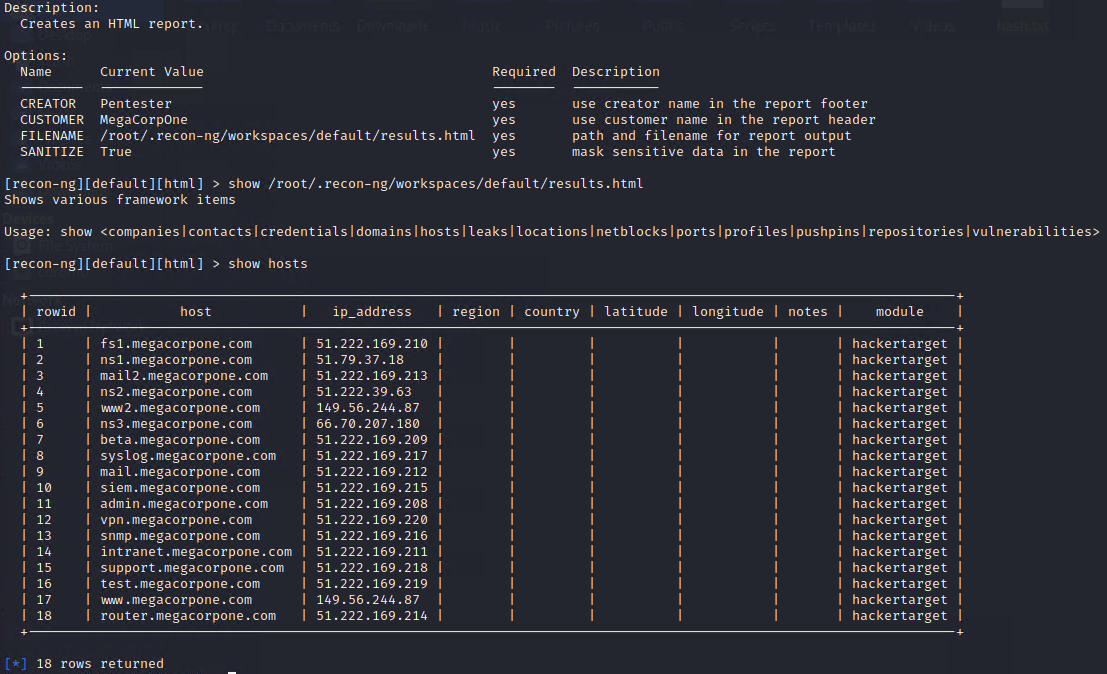 Description:
Creates an HTML report.
Options:
Name Current Value Required Description
CREATOR Pentester yes use creator name in the report footer
CUSTOMER MegaCorpOne yes use customer name in the report header
FILENAME /root/.recon-ng/workspaces/default/results.html yes path and filename for report output
SANITIZE True yes mask sensitive data in the report
[recon-ng][default][html] > show /root/.recon-ng/workspaces/default/results.html
Shows various framework items
Usage: show <companies|contacts|credentials|domains|hosts|leaks|locations|netblocks|ports|profiles|pushpins|repositories|vulnerabilities>
[recon-ng][default][html] > show hosts
| rowid | host | ip_address | region | country | latitude | longitude | notes | module |
| 1 | fs1.megacorpone.com | 51.222.169.210 | | | | | | hackertarget |
| 2 | ns1.megacorpone.com | 51.79.37.18 | | | | | | hackertarget |
| 3 | mail2.megacorpone.com | 51.222.169.213 | | | | | | hackertarget |
| 4 | ns2.megacorpone.com | 51.222.39.63 | | | | | | hackertarget |
| 5 | www2.megacorpone.com | 149.56.244.87 | | | | | | hackertarget |
| 6 | ns3.megacorpone.com | 66.70.207.180 | | | | | | hackertarget |
| 7 | beta.megacorpone.com | 51.222.169.209 | | | | | | hackertarget |
| 8 | syslog.megacorpone.com | 51.222.169.217 | | | | | | hackertarget |
| 9 | mail.megacorpone.com | 51.222.169.212 | | | | | | hackertarget |
| 10 | siem.megacorpone.com | 51.222.169.215 | | | | | | hackertarget |
| 11 | admin.megacorpone.com | 51.222.169.208 | | | | | | hackertarget |
| 12 | vpn.megacorpone.com | 51.222.169.220 | | | | | | hackertarget |
| 13 | snmp.megacorpone.com | 51.222.169.216 | | | | | | hackertarget |
| 14 | intranet.megacorpone.com | 51.222.169.211 | | | | | | hackertarget |
| 15 | support.megacorpone.com | 51.222.169.218 | | | | | | hackertarget |
| 16 | test.megacorpone.com | 51.222.169.219 | | | | | | hackertarget |
| 17 | www.megacorpone.com | 149.56.244.87 | | | | | | hackertarget |
| 18 | router.megacorpone.com | 51.222.169.214 | | | | | | hackertarget |
[*] 18 rows returned